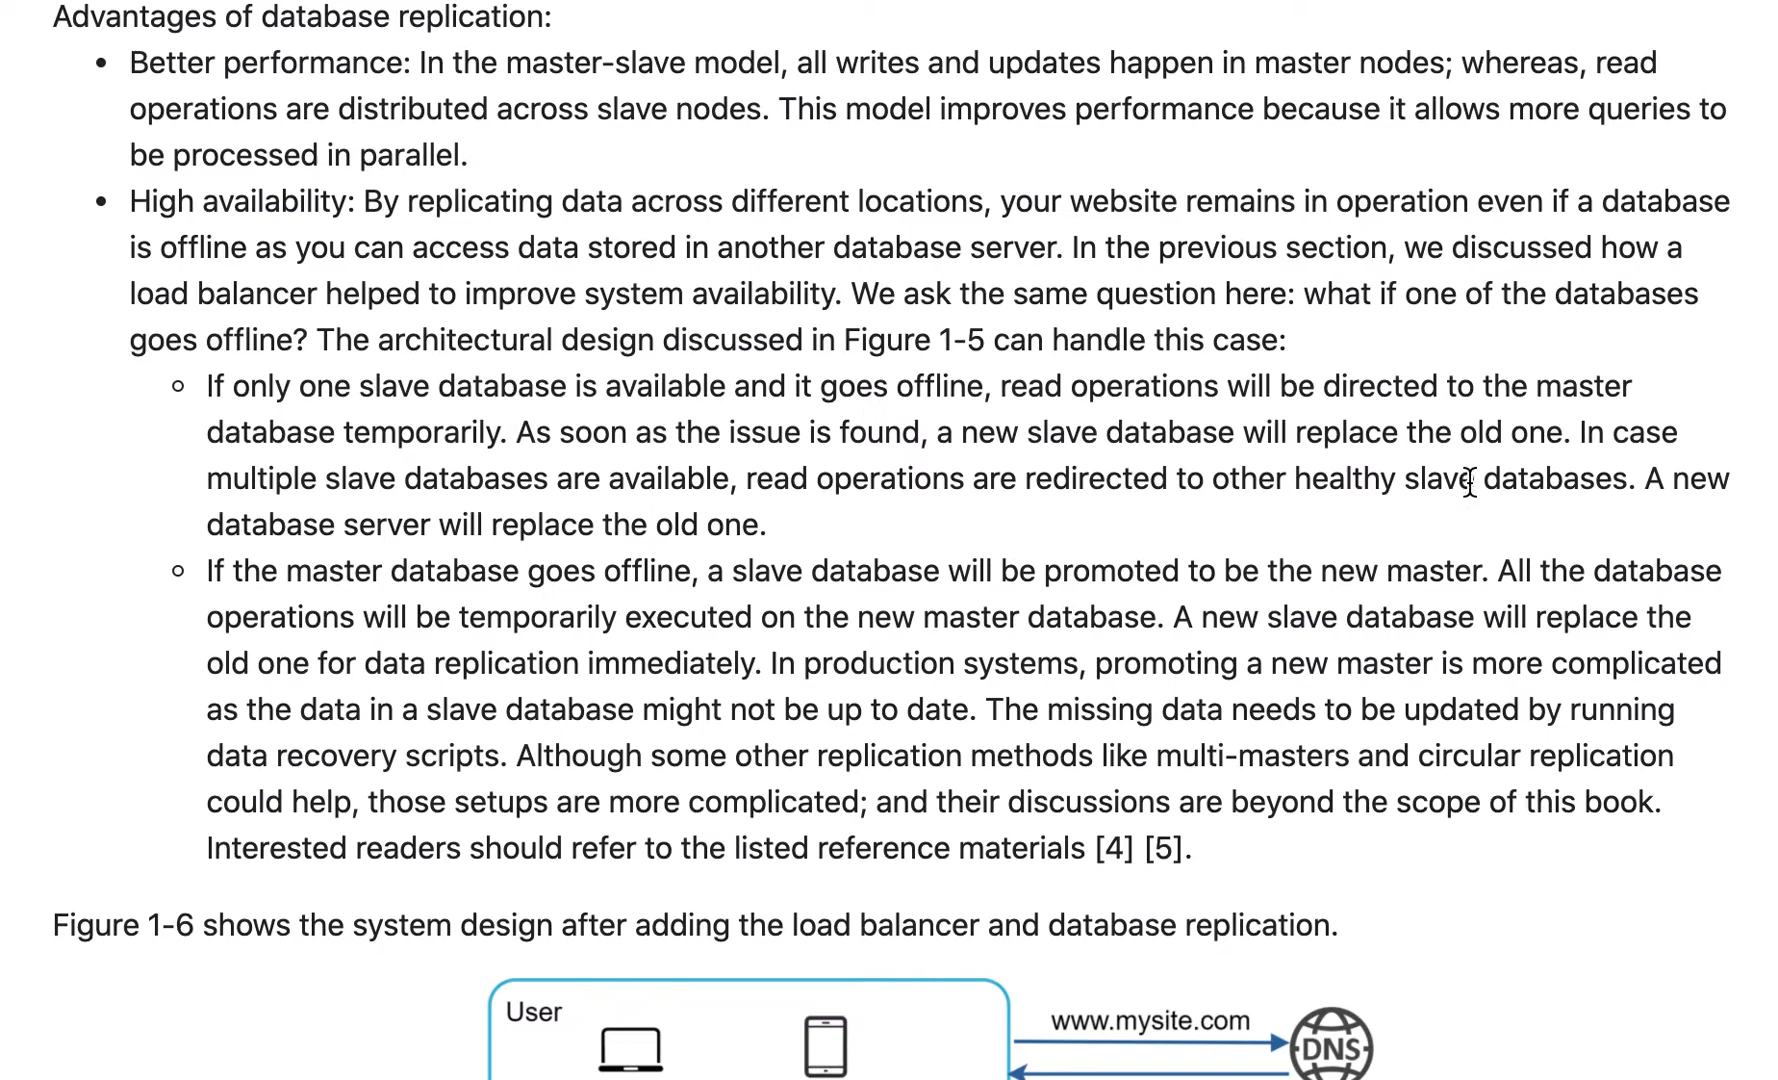 Advantages of database replication:
• Better performance: In the master-slave model, all writes and updates happen in master nodes; whereas, read
operations are distributed across slave nodes. This model improves performance because it allows more queries to
be processed in parallel.
• High availability: By replicating data across different locations, your website remains in operation even if a database
is offline as you can access data stored in another database server. In the previous section, we discussed how a
load balancer helped to improve system availability. We ask the same question here: what if one of the databases
goes offline? The architectural design discussed in Figure 1-5 can handle this case:
◦ If only one slave database is available and it goes offline, read operations will be directed to the master
database temporarily. As soon as the issue is found, a new slave database will replace the old one. In case
multiple slave databases are available, read operations are redirected to other healthy slave databases. A new
database server will replace the old one.
◦ If the master database goes offline, a slave database will be promoted to be the new master. All the database
operations will be temporarily executed on the new master database. A new slave database will replace the
old one for data replication immediately. In production systems, promoting a new master is more complicated
as the data in a slave database might not be up to date. The missing data needs to be updated by running
data recovery scripts. Although some other replication methods like multi-masters and circular replication
could help, those setups are more complicated; and their discussions are beyond the scope of this book.
Interested readers should refer to the listed reference materials [4] [5].
Figure 1-6 shows the system design after adding the load balancer and database replication.
User
www.mysite.com
DNS